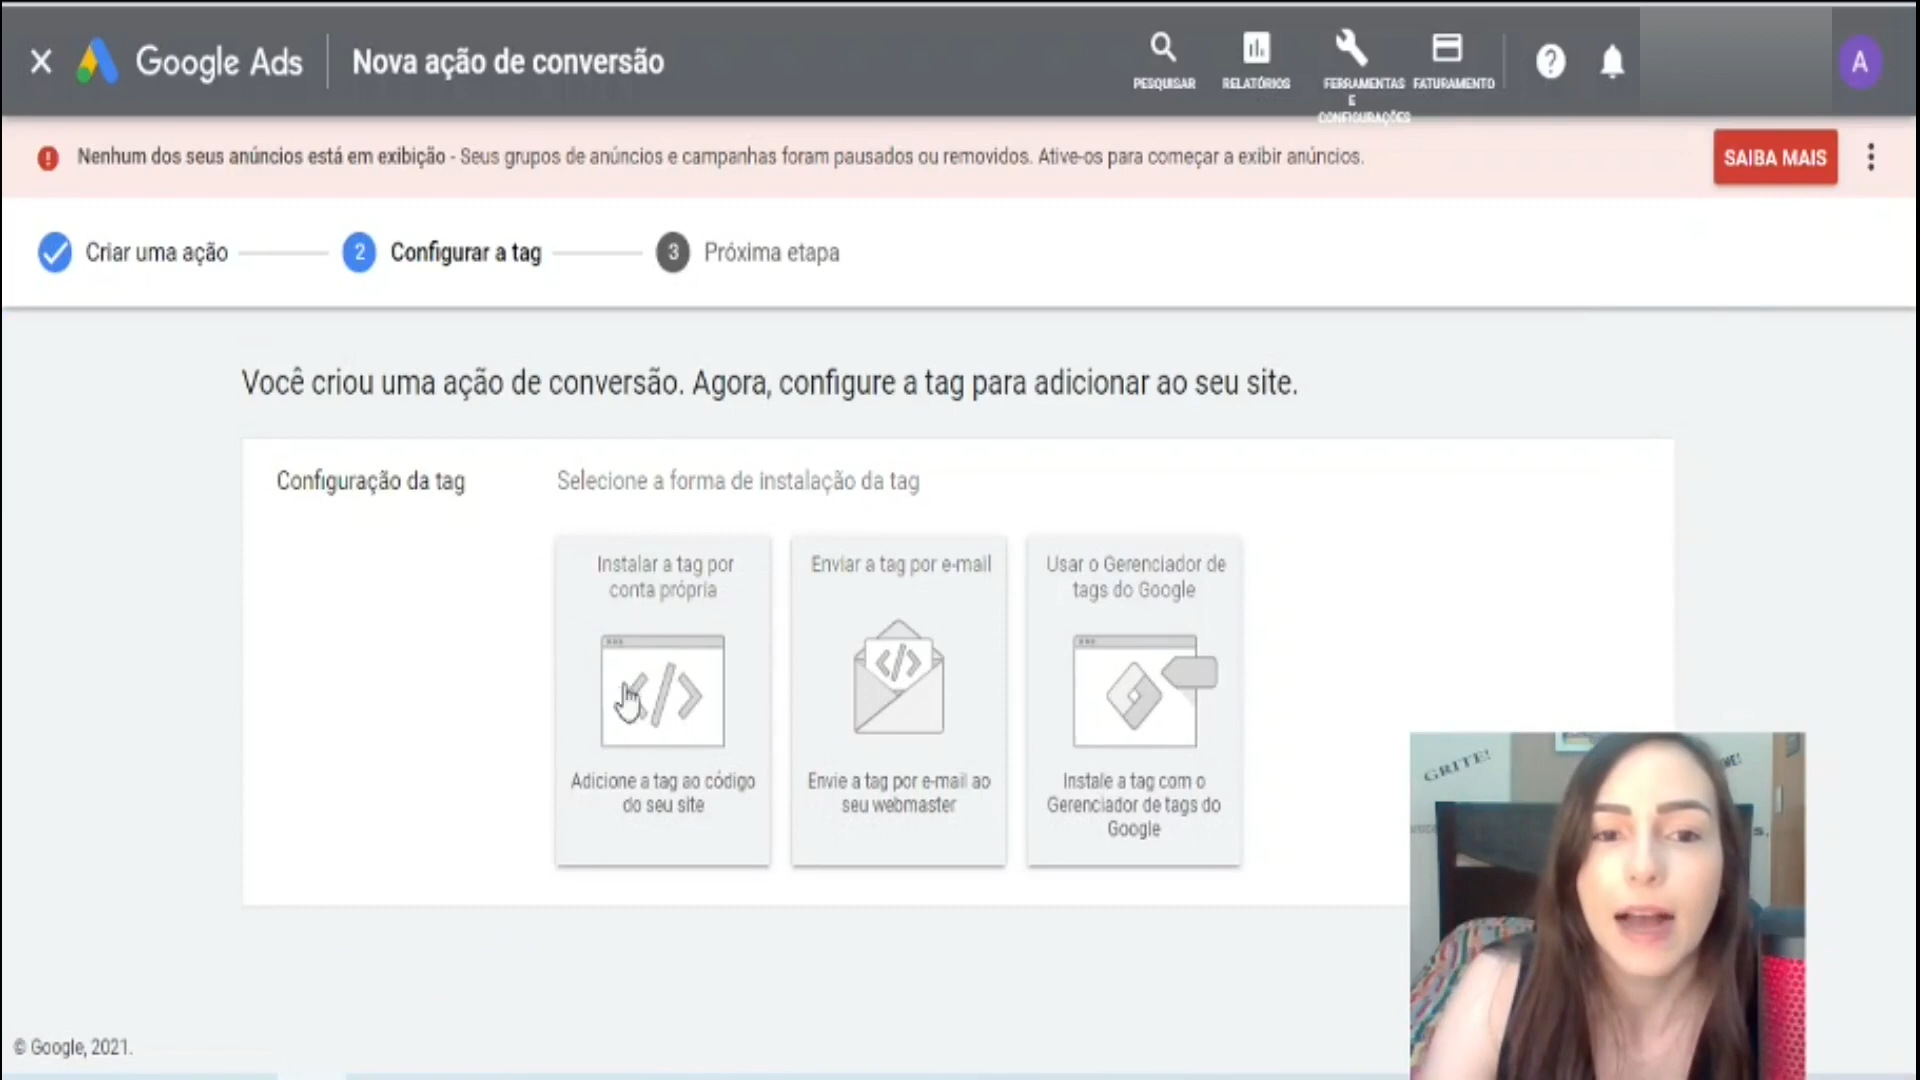 Google Ads
Nova ação de conversão
PESQUISAR
RELATÓRIOS
FERRAMENTAS
E
CONFIGURAÇÕES
FATURAMENTO
A
Nenhum dos seus anúncios está em exibição - Seus grupos de anúncios e campanhas foram pausados ou removidos. Ative-os para começar a exibir anúncios.
SAIBA MAIS
Criar uma ação
2 Configurar a tag
3 Próxima etapa
Você criou uma ação de conversão. Agora, configure a tag para adicionar ao seu site.
Configuração da tag
Selecione a forma de instalação da tag
Instalar a tag por
conta própria
Adicione a tag ao código
do seu site
Enviar a tag por e-mail
Envie a tag por e-mail ao
seu webmaster
Usar o Gerenciador de
tags do Google
Instale a tag com o
Gerenciador de tags do
Google
GRITE!
© Google, 2021.